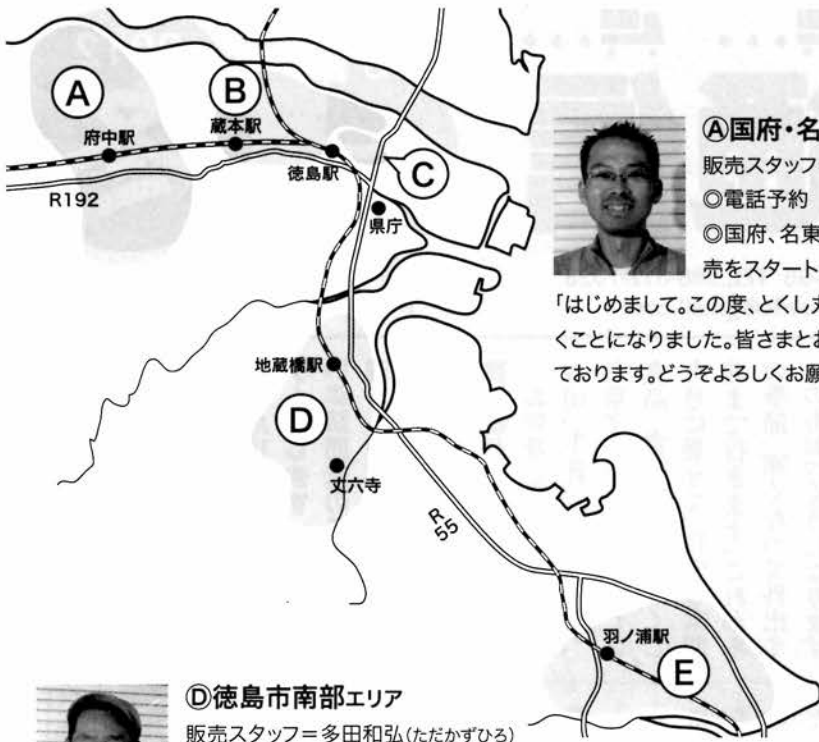 A
B
府中駅
蔵本駅
徳島駅
C
R192
県庁
地蔵橋駅
D
丈六寺
R55
羽ノ浦駅
E
Ⓐ国府・名
販売スタッフ
◎電話予約
◎国府、名東
売をスタート
「はじめまして。この度、とくし丸
くことになりました。皆さまとお
ております。どうぞよろしくお願
Ⓓ徳島市南部エリア
販売スタッフ=多田和弘(ただかずひろ)